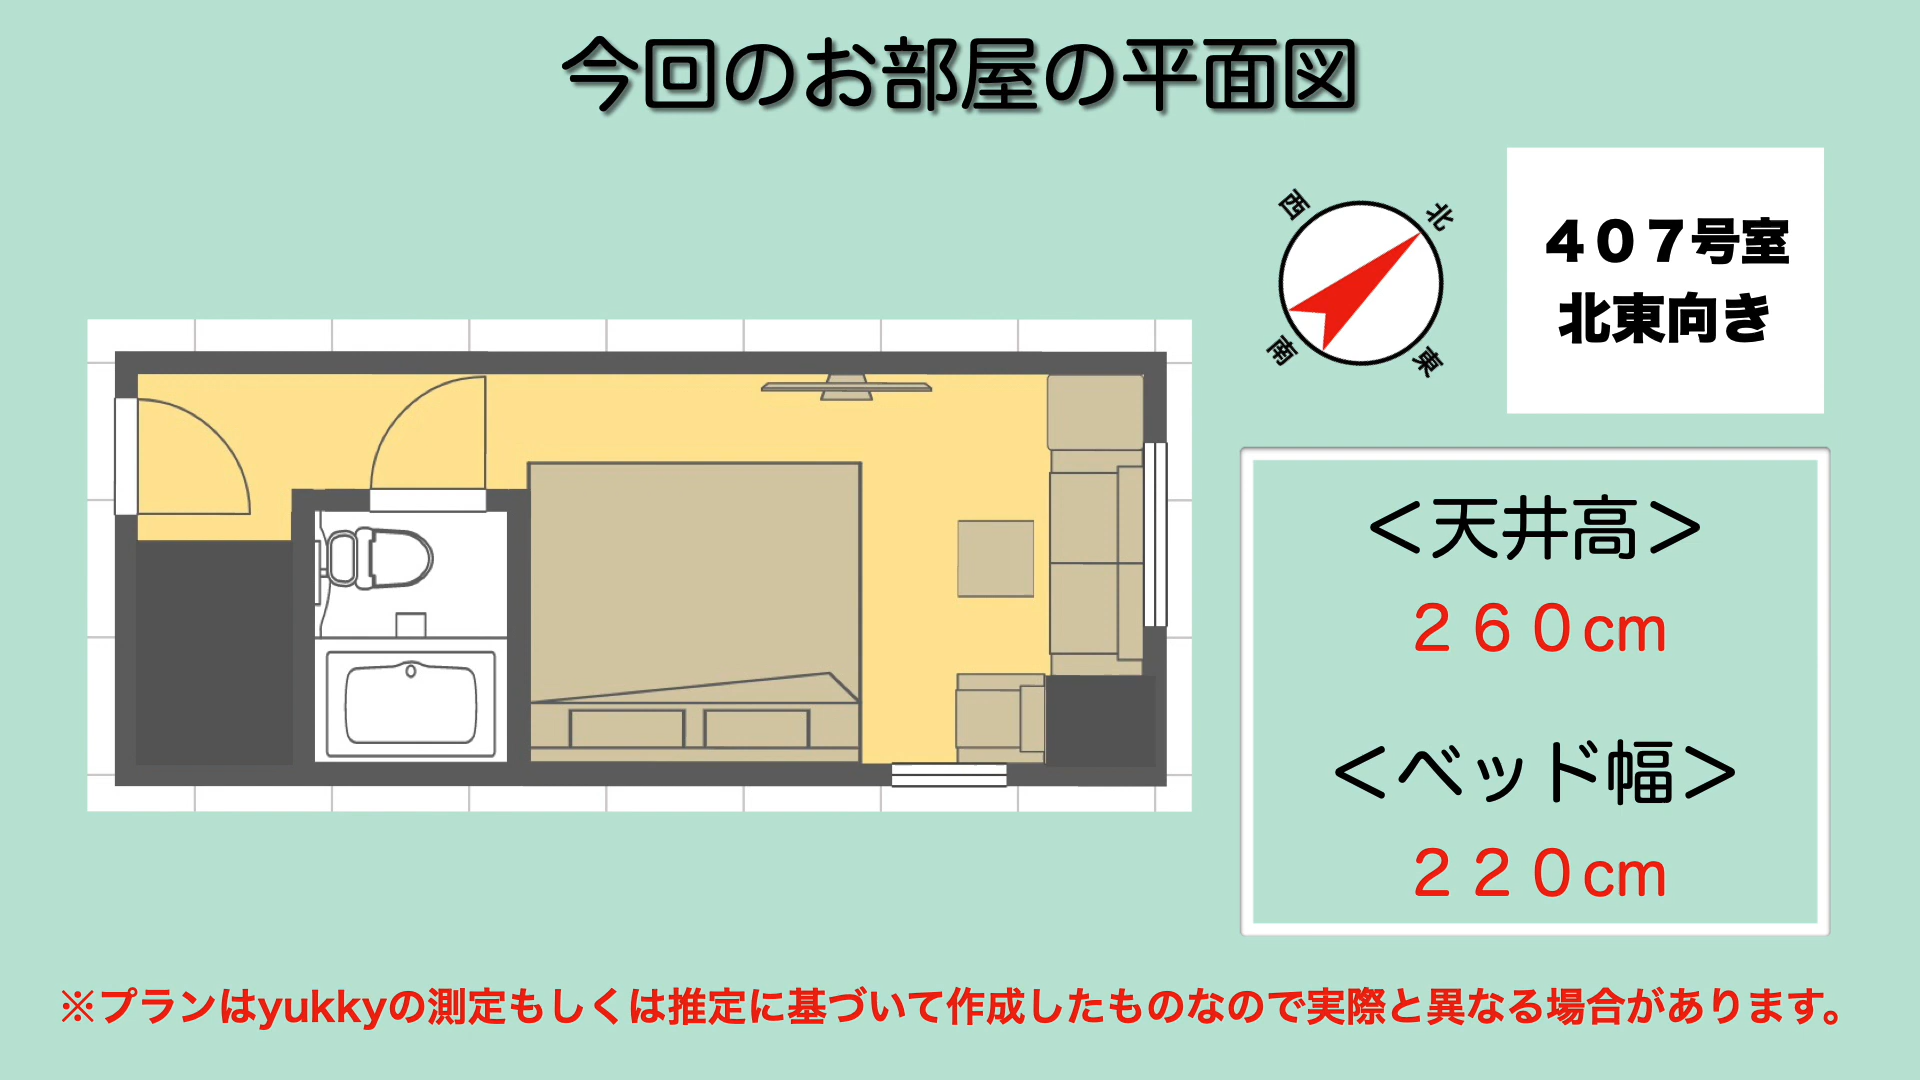 今回のお部屋の平面図
西
北
南
東
４０７号室
北東向き
＜天井高＞
２６０cm
＜ベッド幅＞
２２０cm
※プランはyukkyの測定もしくは推定に基づいて作成したものなので実際と異なる場合があります。